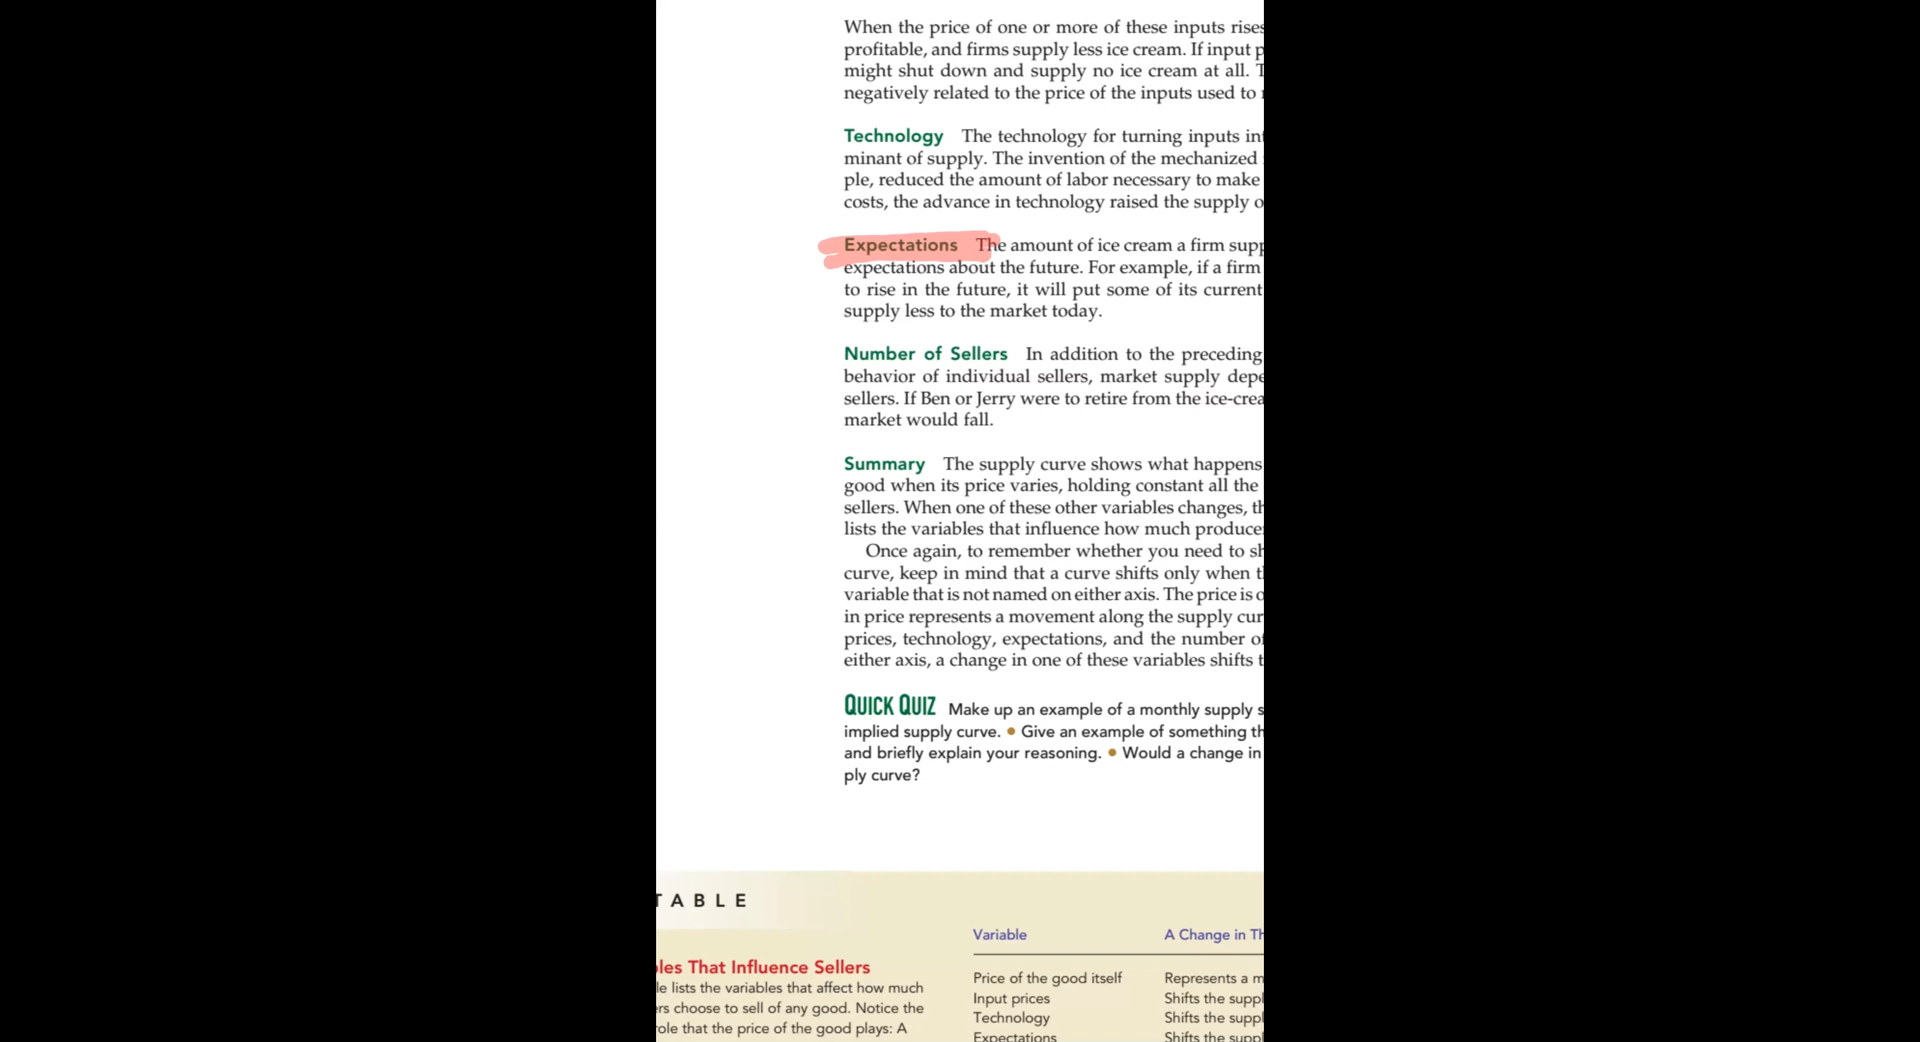 When the price of one or more of these inputs rises
profitable, and firms supply less ice cream. If input p
might shut down and supply no ice cream at all. T
negatively related to the price of the inputs used to
Technology The technology for turning inputs int
minant of supply. The invention of the mechanized
ple, reduced the amount of labor necessary to make
costs, the advance in technology raised the supply o
Expectations The amount of ice cream a firm supp
expectations about the future. For example, if a firm
to rise in the future, it will put some of its current
supply less to the market today.
Number of Sellers In addition to the preceding
behavior of individual sellers, market supply depe
sellers. If Ben or Jerry were to retire from the ice-crea
market would fall.
Summary The supply curve shows what happens
good when its price varies, holding constant all the
sellers. When one of these other variables changes, th
lists the variables that influence how much produce
Once again, to remember whether you need to sh
curve, keep in mind that a curve shifts only when t
variable that is not named on either axis. The price is o
in price represents a movement along the supply cur
prices, technology, expectations, and the number of
either axis, a change in one of these variables shifts t
QUICK QUIZ Make up an example of a monthly supply s
implied supply curve. • Give an example of something th
and briefly explain your reasoning. • Would a change in
ply curve?
TABLE
les That Influence Sellers
le lists the variables that affect how much
ers choose to sell of any good. Notice the
role that the price of the good plays: A
Variable A Change in Th
Price of the good itself Represents a m
Input prices Shifts the suppl
Technology Shifts the suppl
Expectations Shifts the suppl